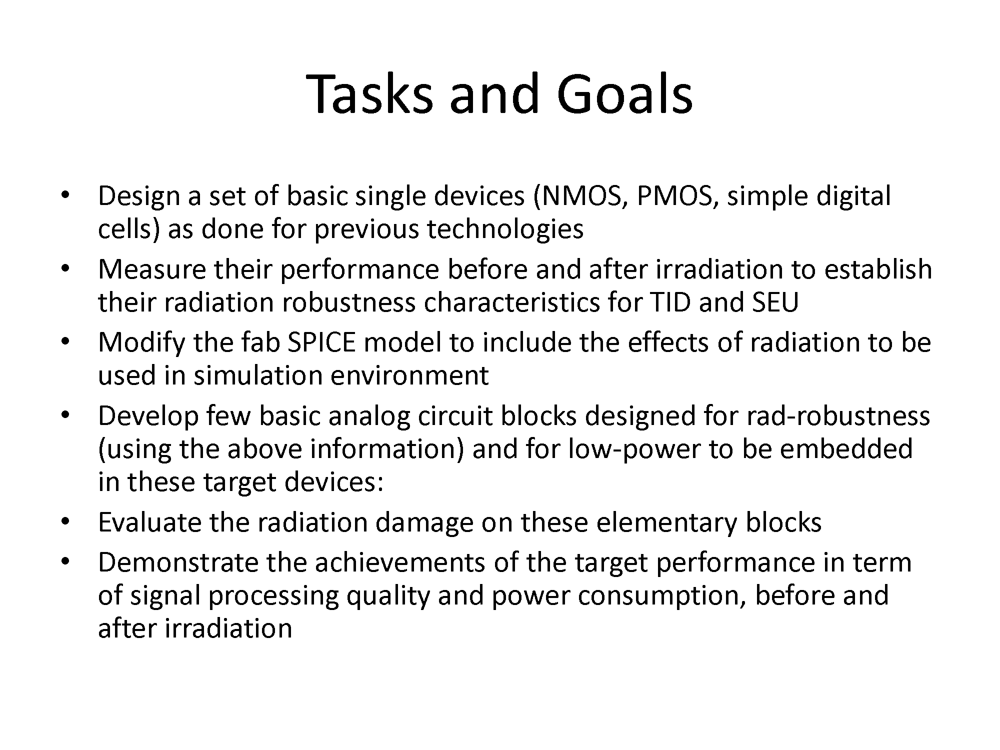 Tasks and Goals
• Design a set of basic single devices (NMOS, PMOS, simple digital
cells) as done for previous technologies
• Measure their performance before and after irradiation to establish
their radiation robustness characteristics for TID and SEU
• Modify the fab SPICE model to include the effects of radiation to be
used in simulation environment
• Develop few basic analog circuit blocks designed for rad-robustness
(using the above information) and for low-power to be embedded
in these target devices:
• Evaluate the radiation damage on these elementary blocks
• Demonstrate the achievements of the target performance in term
of signal processing quality and power consumption, before and
after irradiation